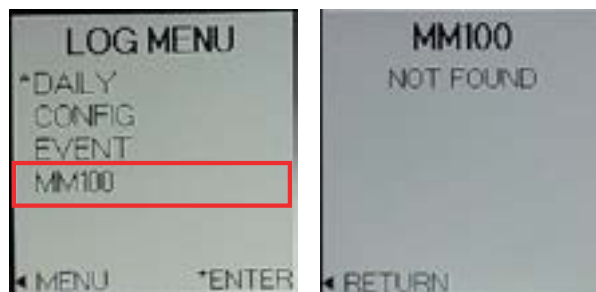 LOG MENU
*DAILY
CONFIG
EVENT
MM100
◄ MENU *ENTER
MM100
NOT FOUND
◄ RETURN